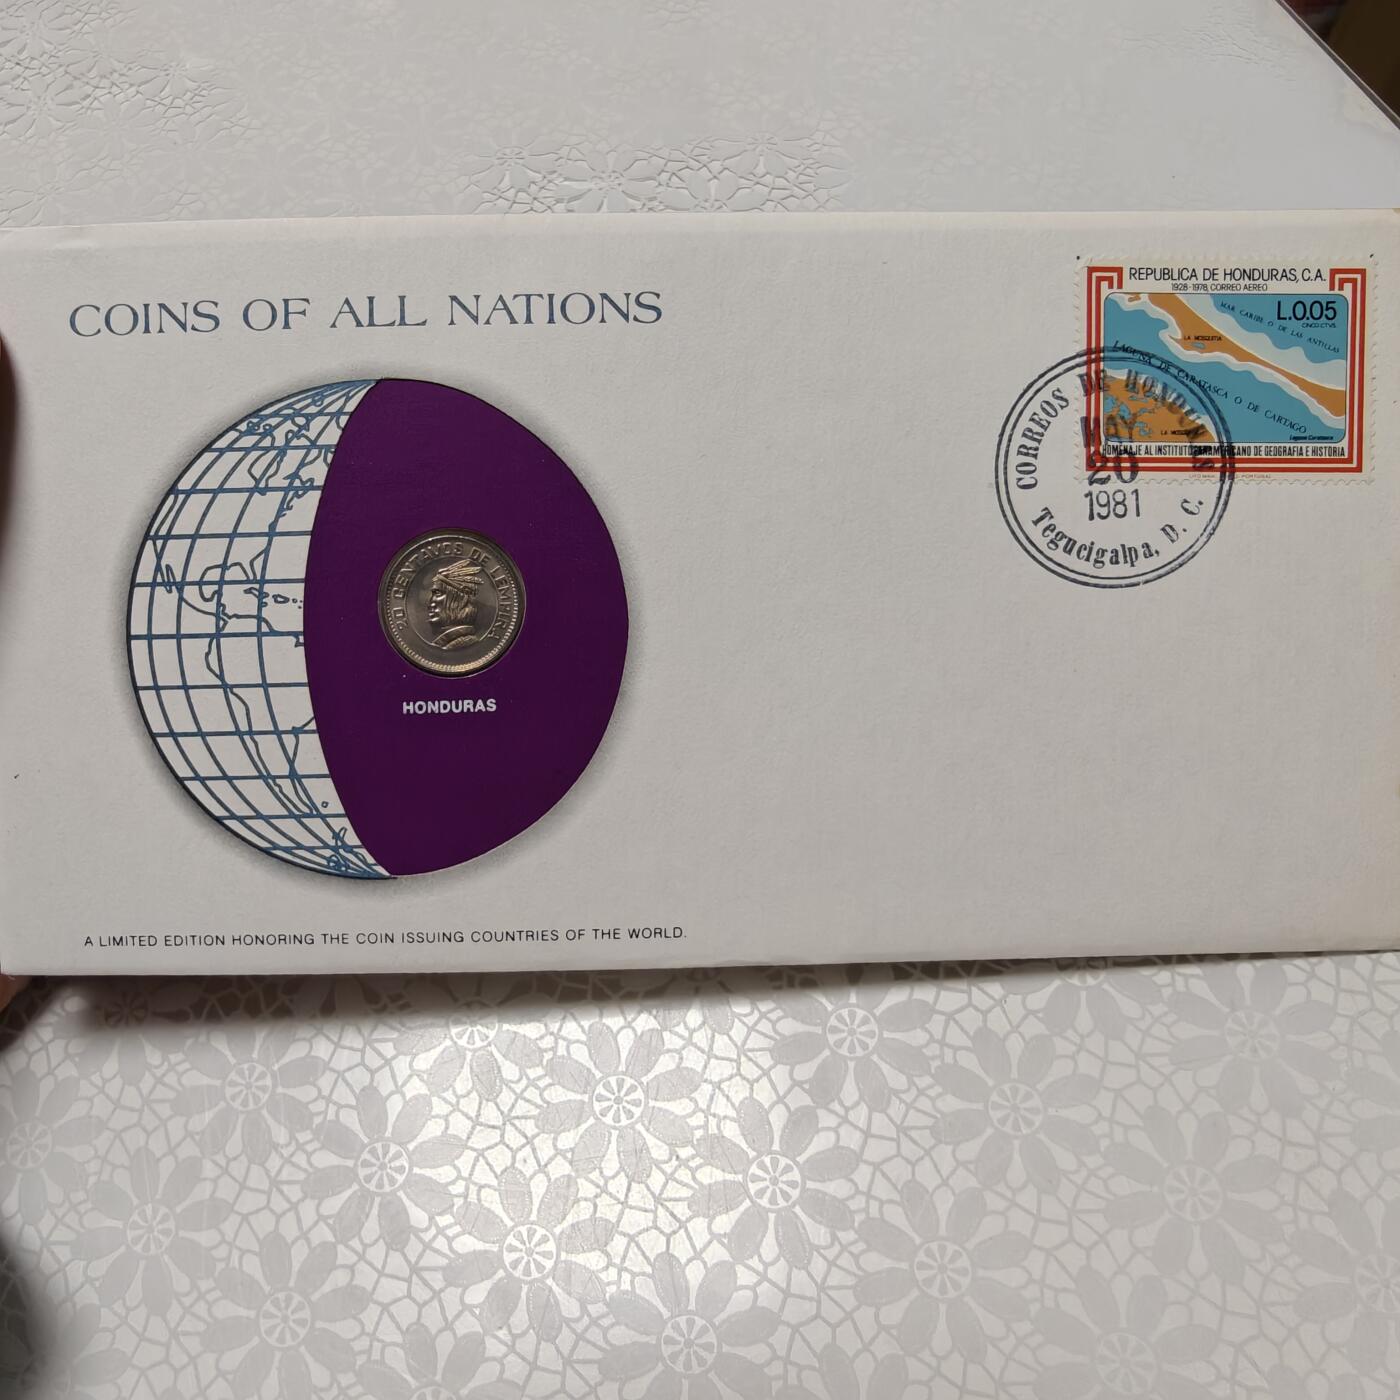 COINS OF ALL NATIONS
REPUBLICA DE HONDURAS, C.A.
1928-1978, CORREO AEREO
L.0.05
CINCO CTVS.
MAR CARIBE O DE LAS ANTILLAS
LA MOSQUITIA
LAGUNA DE CARATASCA O DE CARTAGO
Laguna Caratasca
HOMENAJE AL INSTITUTO PANAMERICANO DE GEOGRAFIA E HISTORIA
CORREOS DE HONDURAS
MAY
20
1981
Tegucigalpa, D. C.
20 CENTAVOS DE LEMPIRA
HONDURAS
A LIMITED EDITION HONORING THE COIN ISSUING COUNTRIES OF THE WORLD.